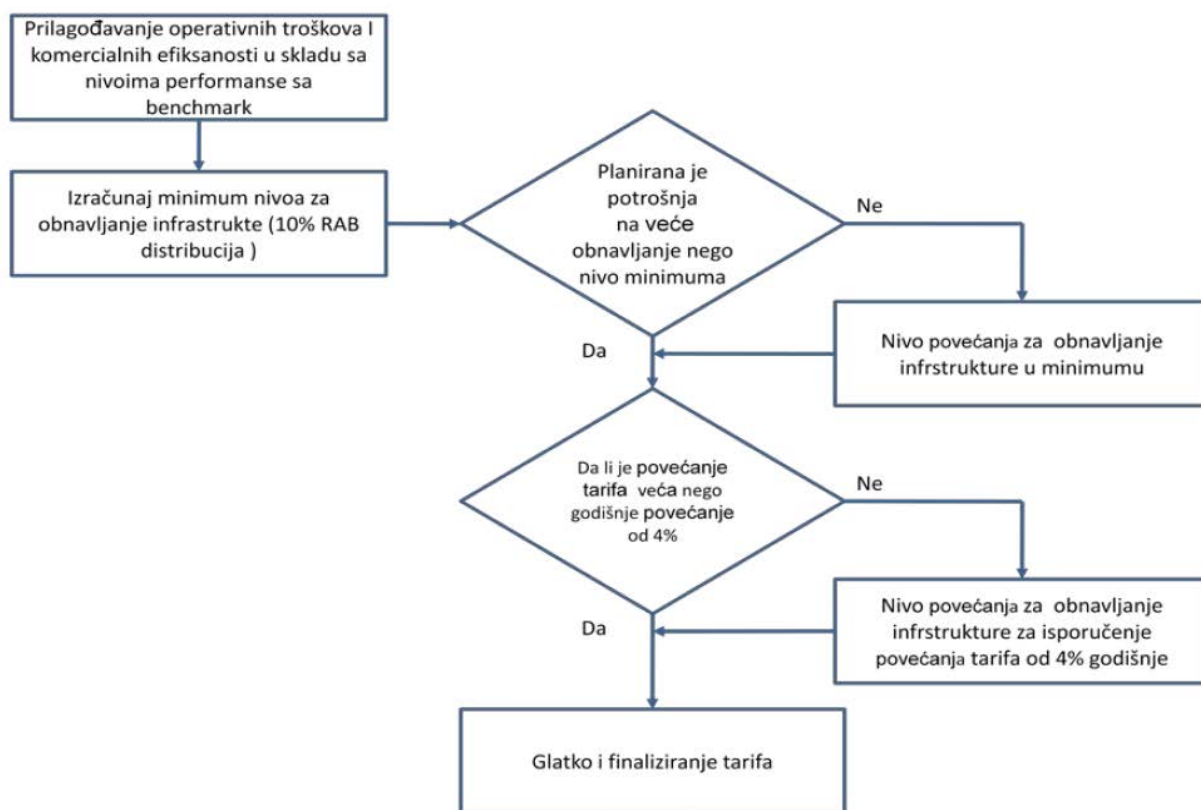 Prilagođavanje operativnih troškova I
komercialnih efiksanosti u skladu sa
nivoima performanse sa
benchmark
Izračunaj minimum nivoa za
obnavljanje infrastrukte (10% RAB
distribucija )
Planirana je
potrošnja
na veće
obnavljanje nego
nivo minimuma
Ne
Nivo povećanja za obnavljanje
infrstrukture u minimumu
Da
Da li je povećanje
tarifa veća nego
godišnje povećanje
od 4%
Ne
Nivo povećanja za obnavljanje
infrstrukture za isporučenje
povećanja tarifa od 4% godišnje
Da
Glatko i finaliziranje tarifa